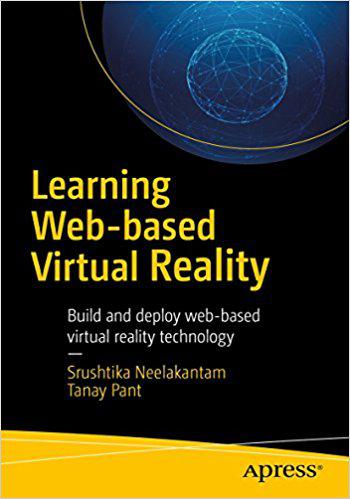 Learning
Web-based
Virtual Reality
Build and deploy web-based
virtual reality technology
—
Srushtika Neelakantam
Tanay Pant
Apress®